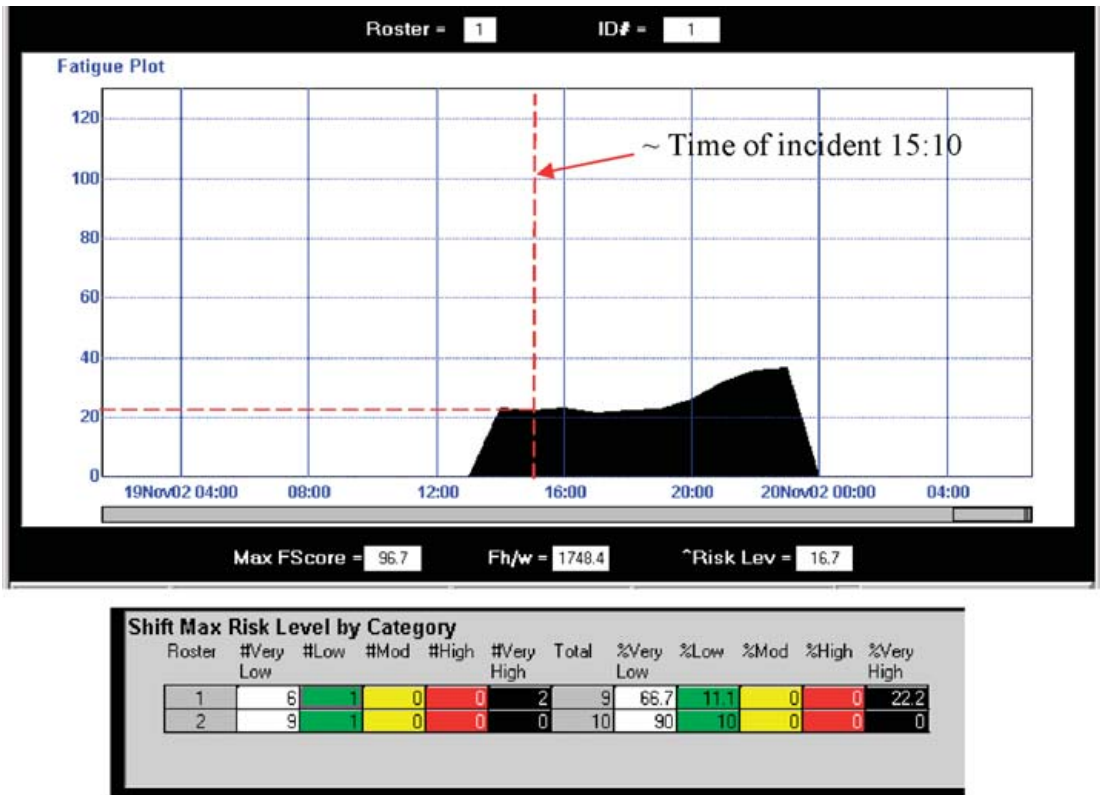 Roster = 1 ID# = 1
Fatigue Plot
120
~ Time of incident 15:10
100
80
60
40
20
0
19Nov02 04:00 08:00 12:00 16:00 20:00 20Nov02 00:00 04:00
Max FScore = 96.7 Fh/w = 1748.4 ^Risk Lev = 16.7
Shift Max Risk Level by Category
Roster #Very Low #Low #Mod #High #Very High Total %Very Low %Low %Mod %High %Very High
1 6 1 0 0 2 9 66.7 11.1 0 0 22.2
2 9 1 0 0 0 10 90 10 0 0 0